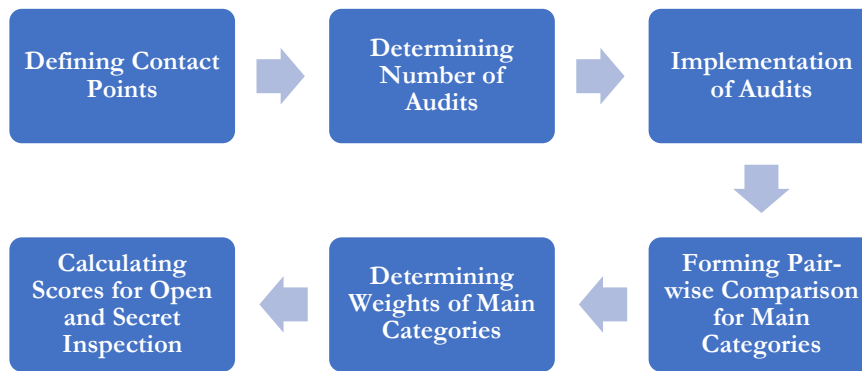 Defining Contact
Points
Determining
Number of
Audits
Implementation
of Audits
Forming Pair-
wise Comparison
for Main
Categories
Determining
Weights of Main
Categories
Calculating
Scores for Open
and Secret
Inspection